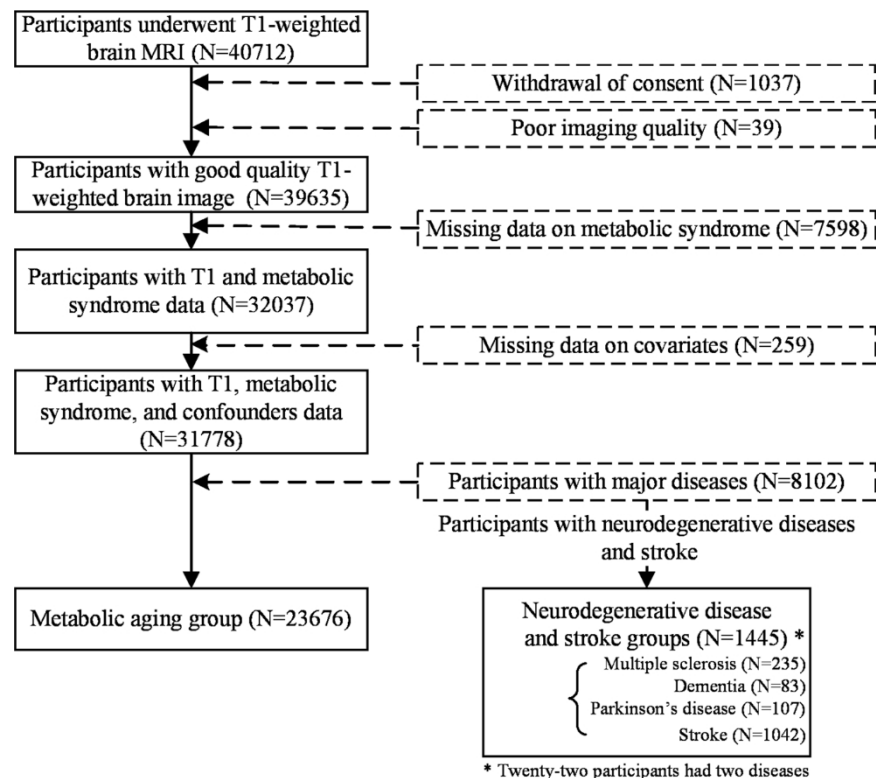 Participants underwent T1-weighted
brain MRI (N=40712)
Withdrawal of consent (N=1037)
Poor imaging quality (N=39)
Participants with good quality T1-
weighted brain image (N=39635)
Missing data on metabolic syndrome (N=7598)
Participants with T1 and metabolic
syndrome data (N=32037)
Missing data on covariates (N=259)
Participants with T1, metabolic
syndrome, and confounders data
(N=31778)
Participants with major diseases (N=8102)
Participants with neurodegenerative diseases
and stroke
Metabolic aging group (N=23676)
Neurodegenerative disease
and stroke groups (N=1445) *
Multiple sclerosis (N=235)
Dementia (N=83)
Parkinson's disease (N=107)
Stroke (N=1042)
* Twenty-two participants had two diseases